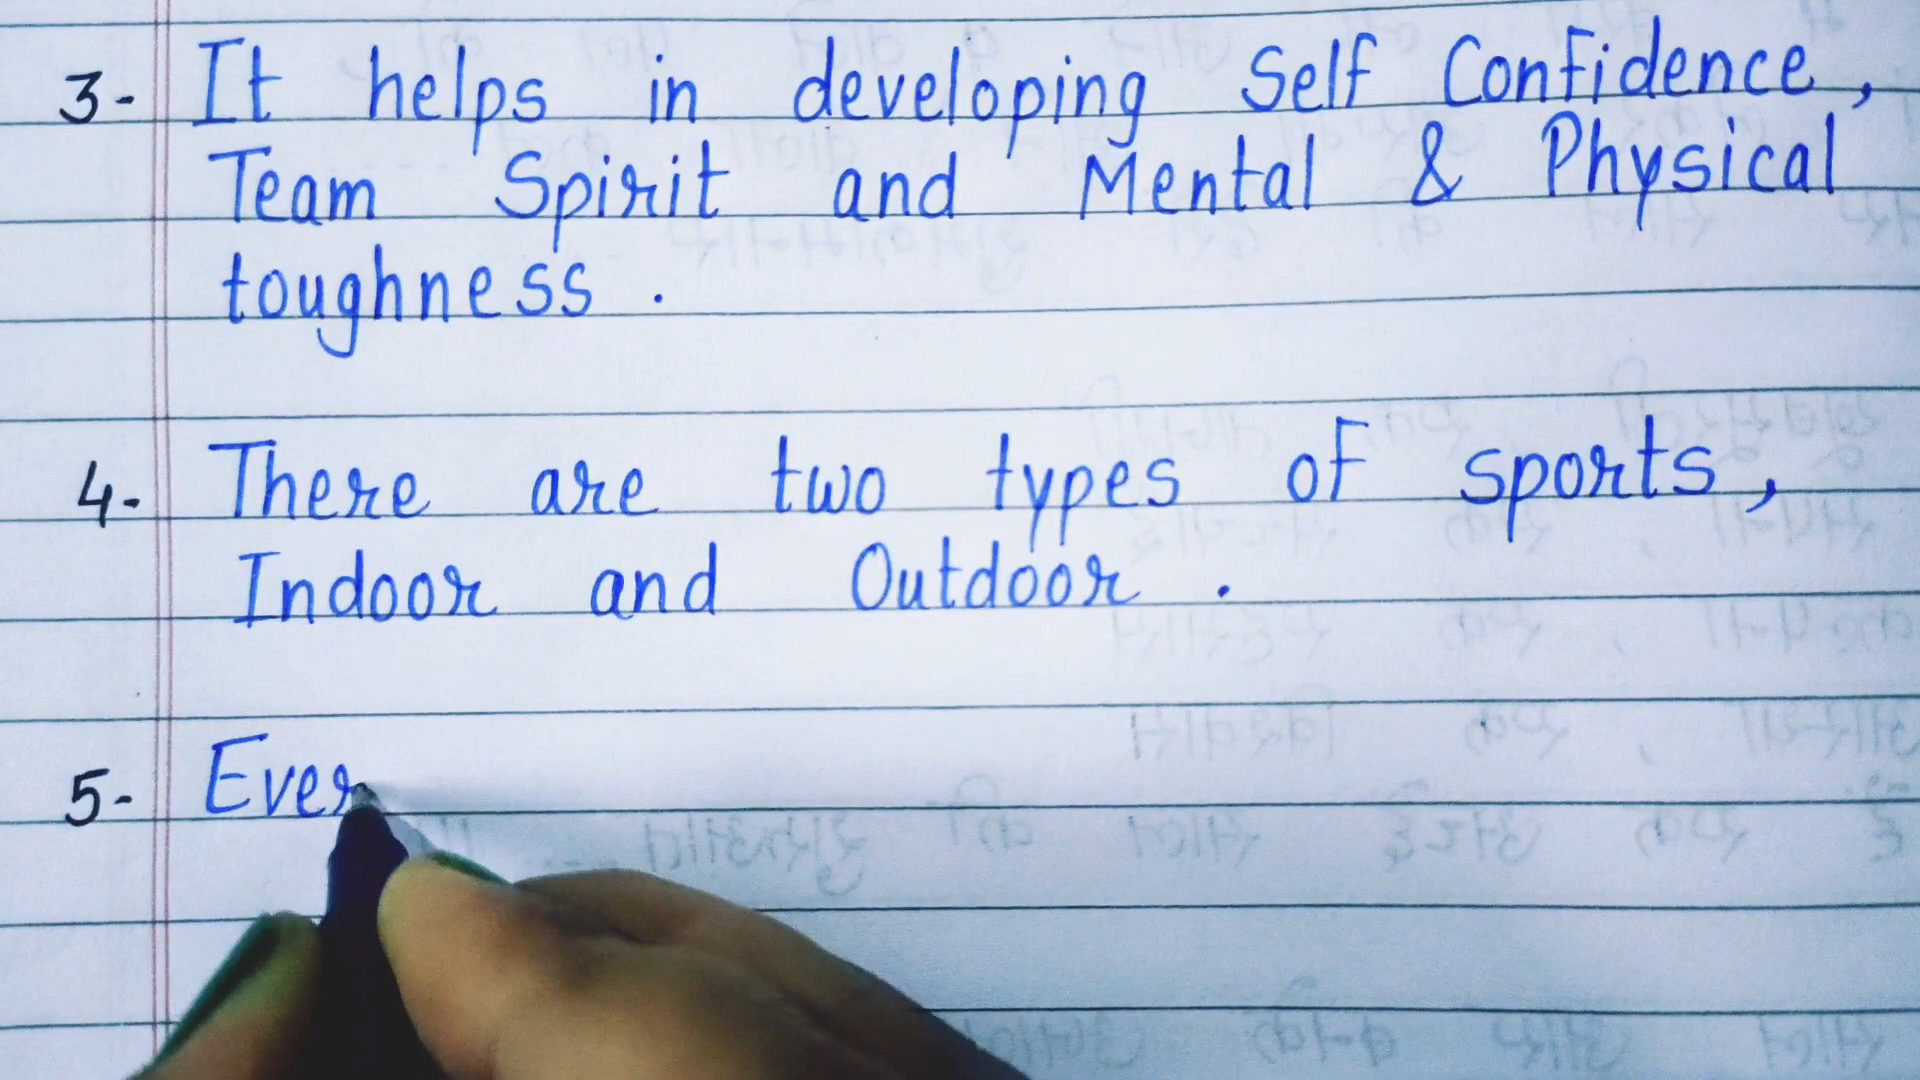 3- It helps in developing Self Confidence,
Team Spirit and Mental & Physical
toughness.
4- There are two types of sports,
Indoor and Outdoor.
5- Ever